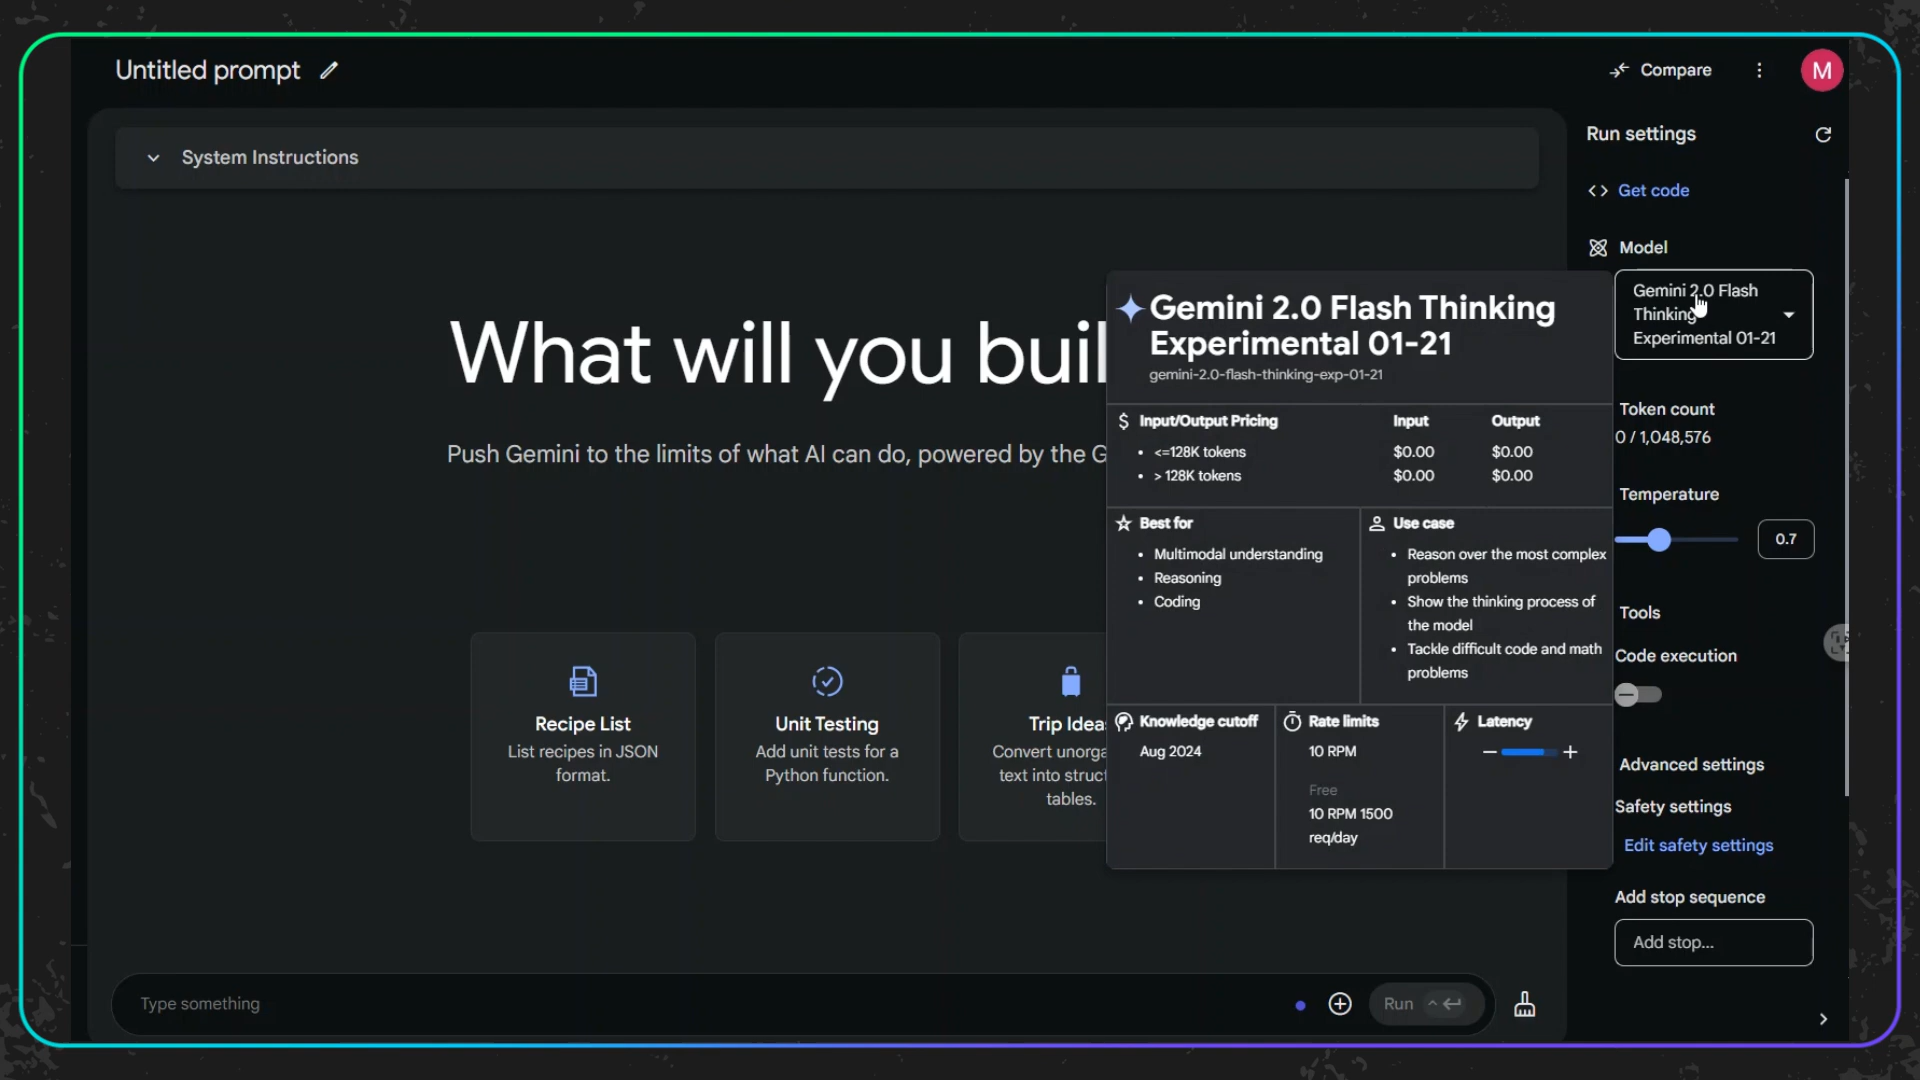 Untitled prompt
Compare
M
System Instructions
Run settings
Get code
Model
Gemini 2.0 Flash
Thinking
Experimental 01-21
What will you buil
Push Gemini to the limits of what AI can do, powered by the G
Gemini 2.0 Flash Thinking
Experimental 01-21
gemini-2.0-flash-thinking-exp-01-21
Input/Output Pricing Input Output
<=128K tokens $0.00 $0.00
> 128K tokens $0.00 $0.00
Best for
Multimodal understanding
Reasoning
Coding
Use case
Reason over the most complex
problems
Show the thinking process of
the model
Tackle difficult code and math
problems
Knowledge cutoff
Aug 2024
Rate limits
10 RPM
Free
10 RPM 1500
req/day
Latency
Token count
0 / 1,048,576
Temperature
0.7
Tools
Code execution
Advanced settings
Safety settings
Edit safety settings
Add stop sequence
Add stop...
Recipe List
List recipes in JSON
format.
Unit Testing
Add unit tests for a
Python function.
Trip Ideas
Convert unorga
text into struct
tables.
Type something
Run